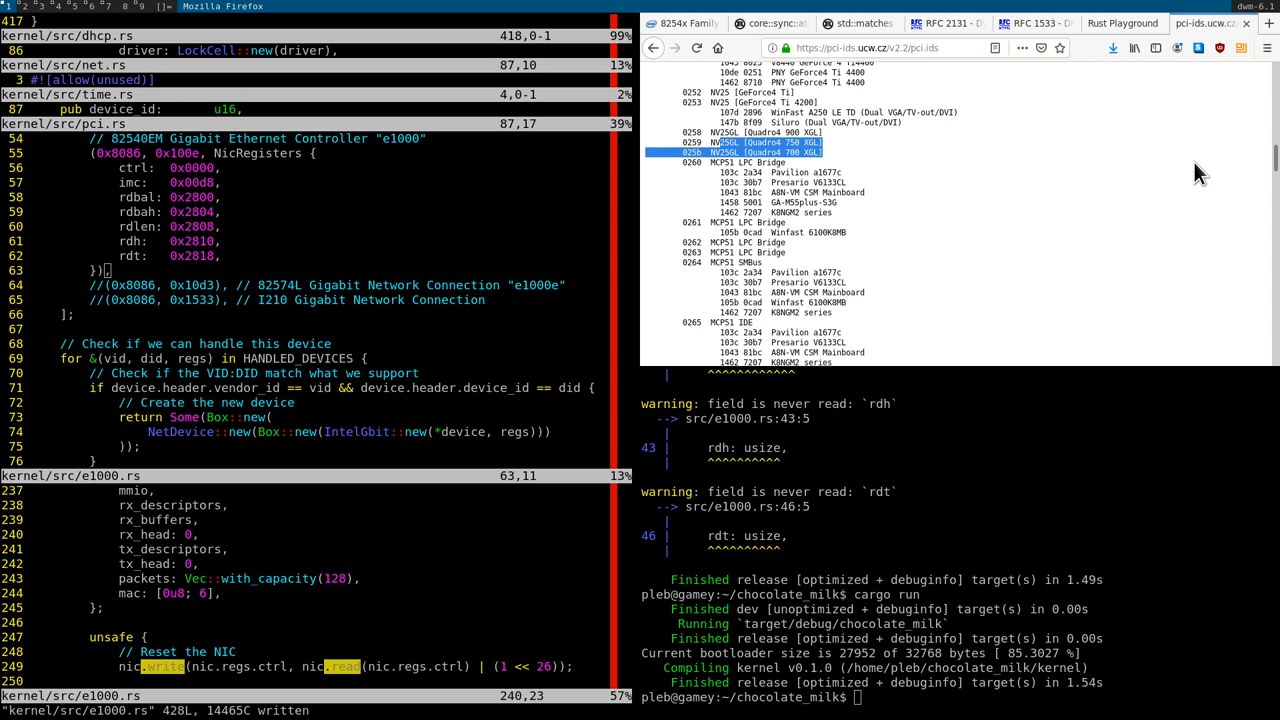 1 2 3 4 5 6 7 8 9 []= Mozilla Firefox dwm-6.1
417 }
kernel/src/dhcp.rs 418,0-1 99%
86 driver: LockCell::new(driver),
kernel/src/net.rs 87,10 13%
3 #![allow(unused)]
kernel/src/time.rs 4,0-1 2%
87 pub device_id: u16,
kernel/src/pci.rs 87,17 39%
54 // 82540EM Gigabit Ethernet Controller "e1000"
55 (0x8086, 0x100e, NicRegisters {
56 ctrl: 0x0000,
57 imc: 0x00d8,
58 rdbal: 0x2800,
59 rdbah: 0x2804,
60 rdlen: 0x2808,
61 rdh: 0x2810,
62 rdt: 0x2818,
63 }),
64 //(0x8086, 0x10d3), // 82574L Gigabit Network Connection "e1000e"
65 //(0x8086, 0x1533), // I210 Gigabit Network Connection
66 ];
67
68 // Check if we can handle this device
69 for &(vid, did, regs) in HANDLED_DEVICES {
70 // Check if the VID:DID match what we support
71 if device.header.vendor_id == vid && device.header.device_id == did {
72 // Create the new device
73 return Some(Box::new(
74 NetDevice::new(Box::new(IntelGbit::new(*device, regs)))
75 ));
76 }
kernel/src/e1000.rs 63,11 13%
237 mmio,
238 rx_descriptors,
239 rx_buffers,
240 rx_head: 0,
241 tx_descriptors,
242 tx_head: 0,
243 packets: Vec::with_capacity(128),
244 mac: [0u8; 6],
245 };
246
247 unsafe {
248 // Reset the NIC
249 nic.write(nic.regs.ctrl, nic.read(nic.regs.ctrl) | (1 << 26));
250
kernel/src/e1000.rs 240,23 57%
"kernel/src/e1000.rs" 428L, 14465C written
8254x Family core::sync::at std::matches RFC 2131 - D RFC 1533 - D Rust Playground pci-ids.ucw.cz/
https://pci-ids.ucw.cz/v2.2/pci.ids
1043 8023 V8440 GeForce 4 Ti4400
10de 0251 PNY GeForce4 Ti 4400
1462 8710 PNY GeForce4 Ti 4400
0252 NV25 [GeForce4 Ti]
0253 NV25 [GeForce4 Ti 4200]
107d 2896 WinFast A250 LE TD (Dual VGA/TV-out/DVI)
147b 8f09 Siluro (Dual VGA/TV-out/DVI)
0258 NV25GL [Quadro4 900 XGL]
0259 NV25GL [Quadro4 750 XGL]
025b NV25GL [Quadro4 700 XGL]
0260 MCP51 LPC Bridge
103c 2a34 Pavilion a1677c
103c 30b7 Presario V6133CL
1043 81bc A8N-VM CSM Mainboard
1458 5001 GA-M55plus-S3G
1462 7207 K8NGM2 series
0261 MCP51 LPC Bridge
105b 0cad Winfast 6100K8MB
0262 MCP51 LPC Bridge
0263 MCP51 LPC Bridge
0264 MCP51 SMBus
103c 2a34 Pavilion a1677c
103c 30b7 Presario V6133CL
1043 81bc A8N-VM CSM Mainboard
105b 0cad Winfast 6100K8MB
1462 7207 K8NGM2 series
0265 MCP51 IDE
103c 2a34 Pavilion a1677c
103c 30b7 Presario V6133CL
1043 81bc A8N-VM CSM Mainboard
1462 7207 K8NGM2 series
| ^^^^^^^^^^^^
warning: field is never read: `rdh`
--> src/e1000.rs:43:5
|
43 | rdh: usize,
| ^^^^^^^^^^
warning: field is never read: `rdt`
--> src/e1000.rs:46:5
|
46 | rdt: usize,
| ^^^^^^^^^^
Finished release [optimized + debuginfo] target(s) in 1.49s
pleb@gamey:~/chocolate_milk$ cargo run
Finished dev [unoptimized + debuginfo] target(s) in 0.00s
Running `target/debug/chocolate_milk`
Finished release [optimized + debuginfo] target(s) in 0.00s
Current bootloader size is 27952 of 32768 bytes [ 85.3027 %]
Compiling kernel v0.1.0 (/home/pleb/chocolate_milk/kernel)
Finished release [optimized + debuginfo] target(s) in 1.54s
pleb@gamey:~/chocolate_milk$